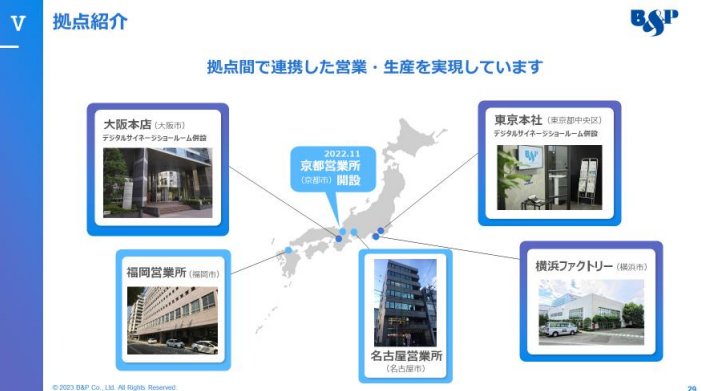 V
拠点紹介
B&P
拠点間で連携した営業・生産を実現しています
大阪本店(大阪市)
デジタルサイネージショールーム併設
2022.11
京都営業所
(京都市)開設
東京本社(東京都中央区)
デジタルサイネージショールーム併設
福岡営業所(福岡市)
名古屋営業所
(名古屋市)
横浜ファクトリー(横浜市)
© 2023 B&P Co., Ltd. All Rights Reserved.
29